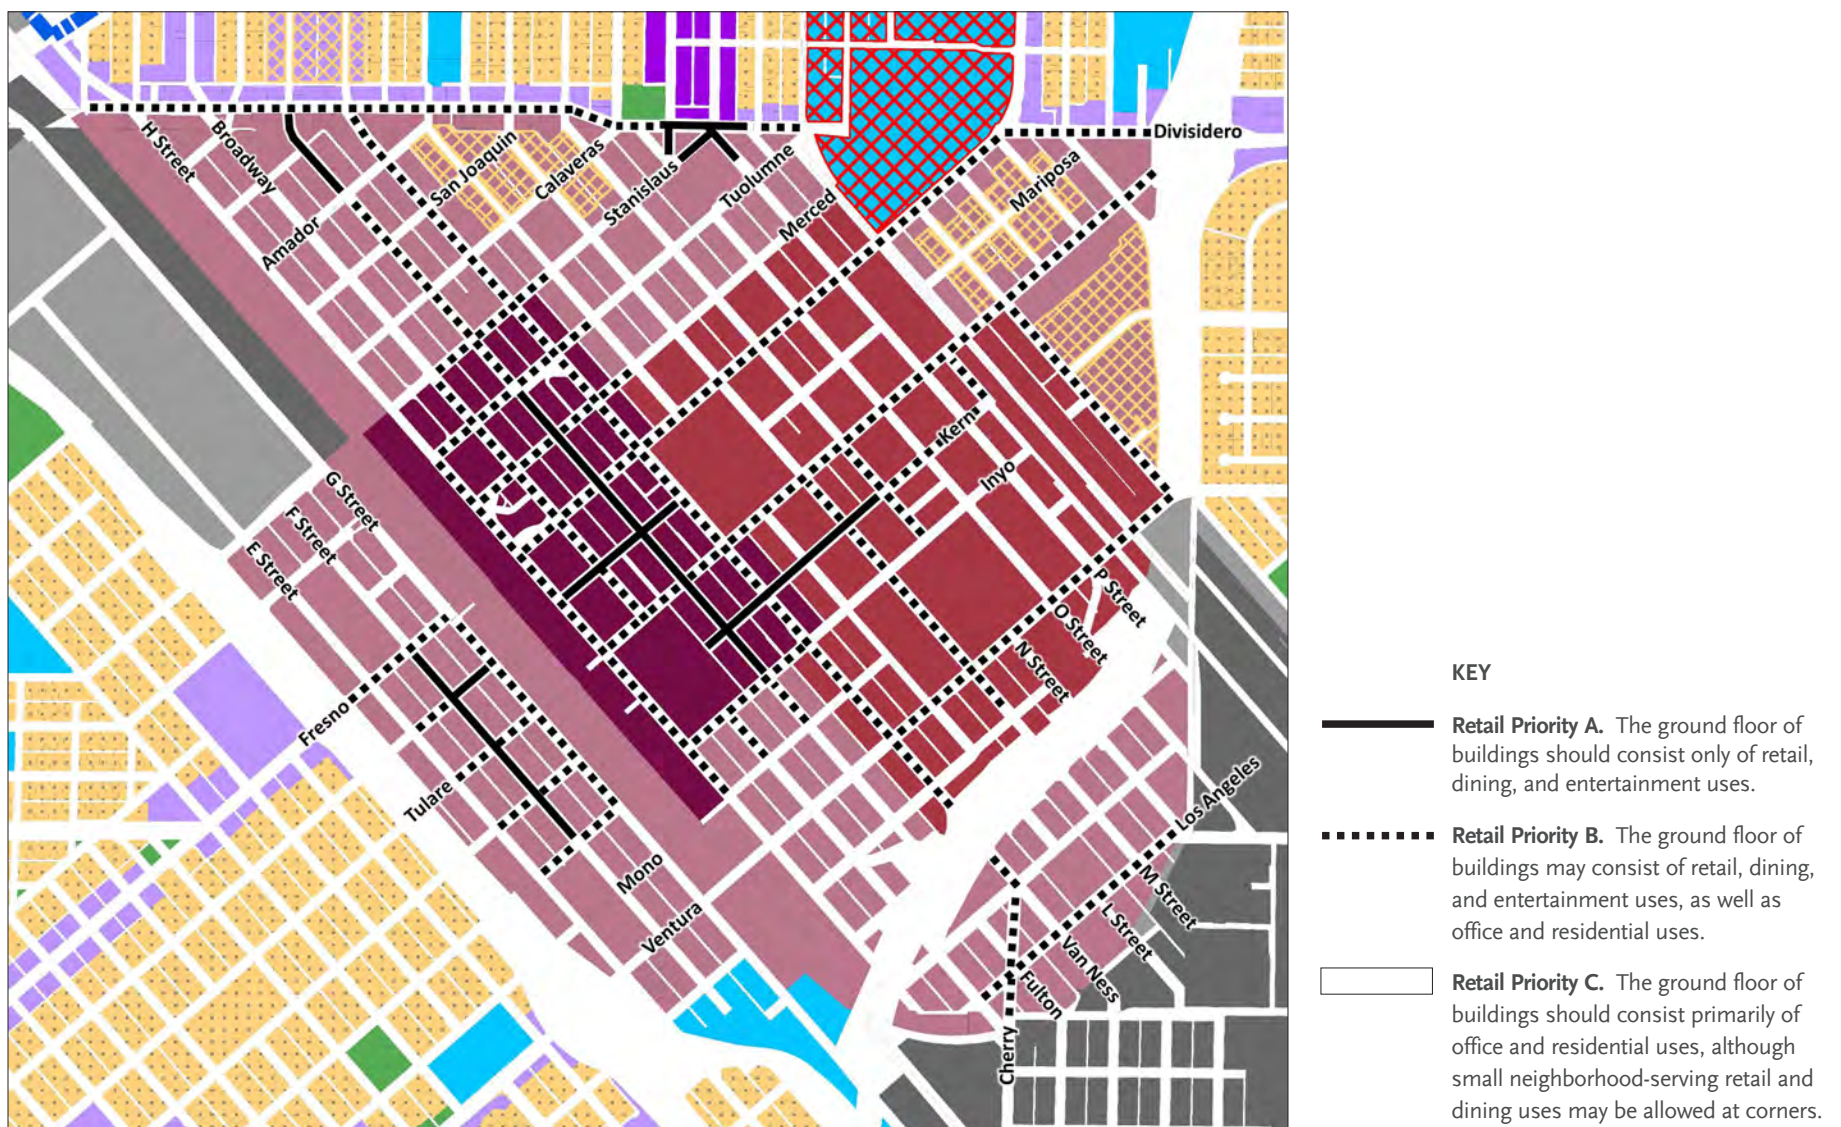 Divisidero
H Street
Broadway
San Joaquin
Calaveras
Stanislaus
Tuolumne
Merced
Mariposa
Amador
Kern
Inyo
G Street
F Street
E Street
P Street
O Street
N Street
Fresno
Tulare
Mono
Ventura
Los Angeles
M Street
L Street
Van Ness
Fulton
Cherry
KEY
Retail Priority A. The ground floor of
buildings should consist only of retail,
dining, and entertainment uses.
Retail Priority B. The ground floor of
buildings may consist of retail, dining,
and entertainment uses, as well as
office and residential uses.
Retail Priority C. The ground floor of
buildings should consist primarily of
office and residential uses, although
small neighborhood-serving retail and
dining uses may be allowed at corners.